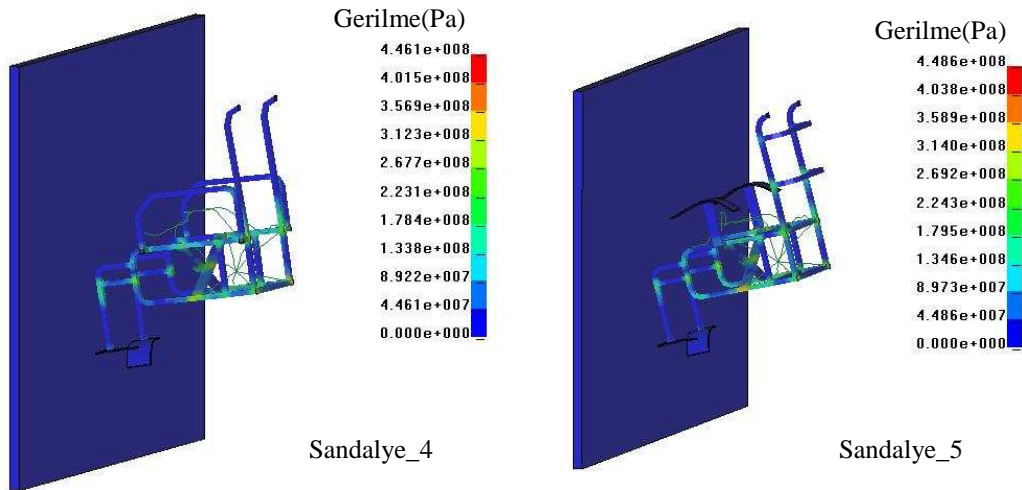 Gerilme(Pa)
4.461e+008
4.015e+008
3.569e+008
3.123e+008
2.677e+008
2.231e+008
1.784e+008
1.338e+008
8.922e+007
4.461e+007
0.000e+000
Sandalye_4
Gerilme(Pa)
4.486e+008
4.038e+008
3.589e+008
3.140e+008
2.692e+008
2.243e+008
1.795e+008
1.346e+008
8.973e+007
4.486e+007
0.000e+000
Sandalye_5